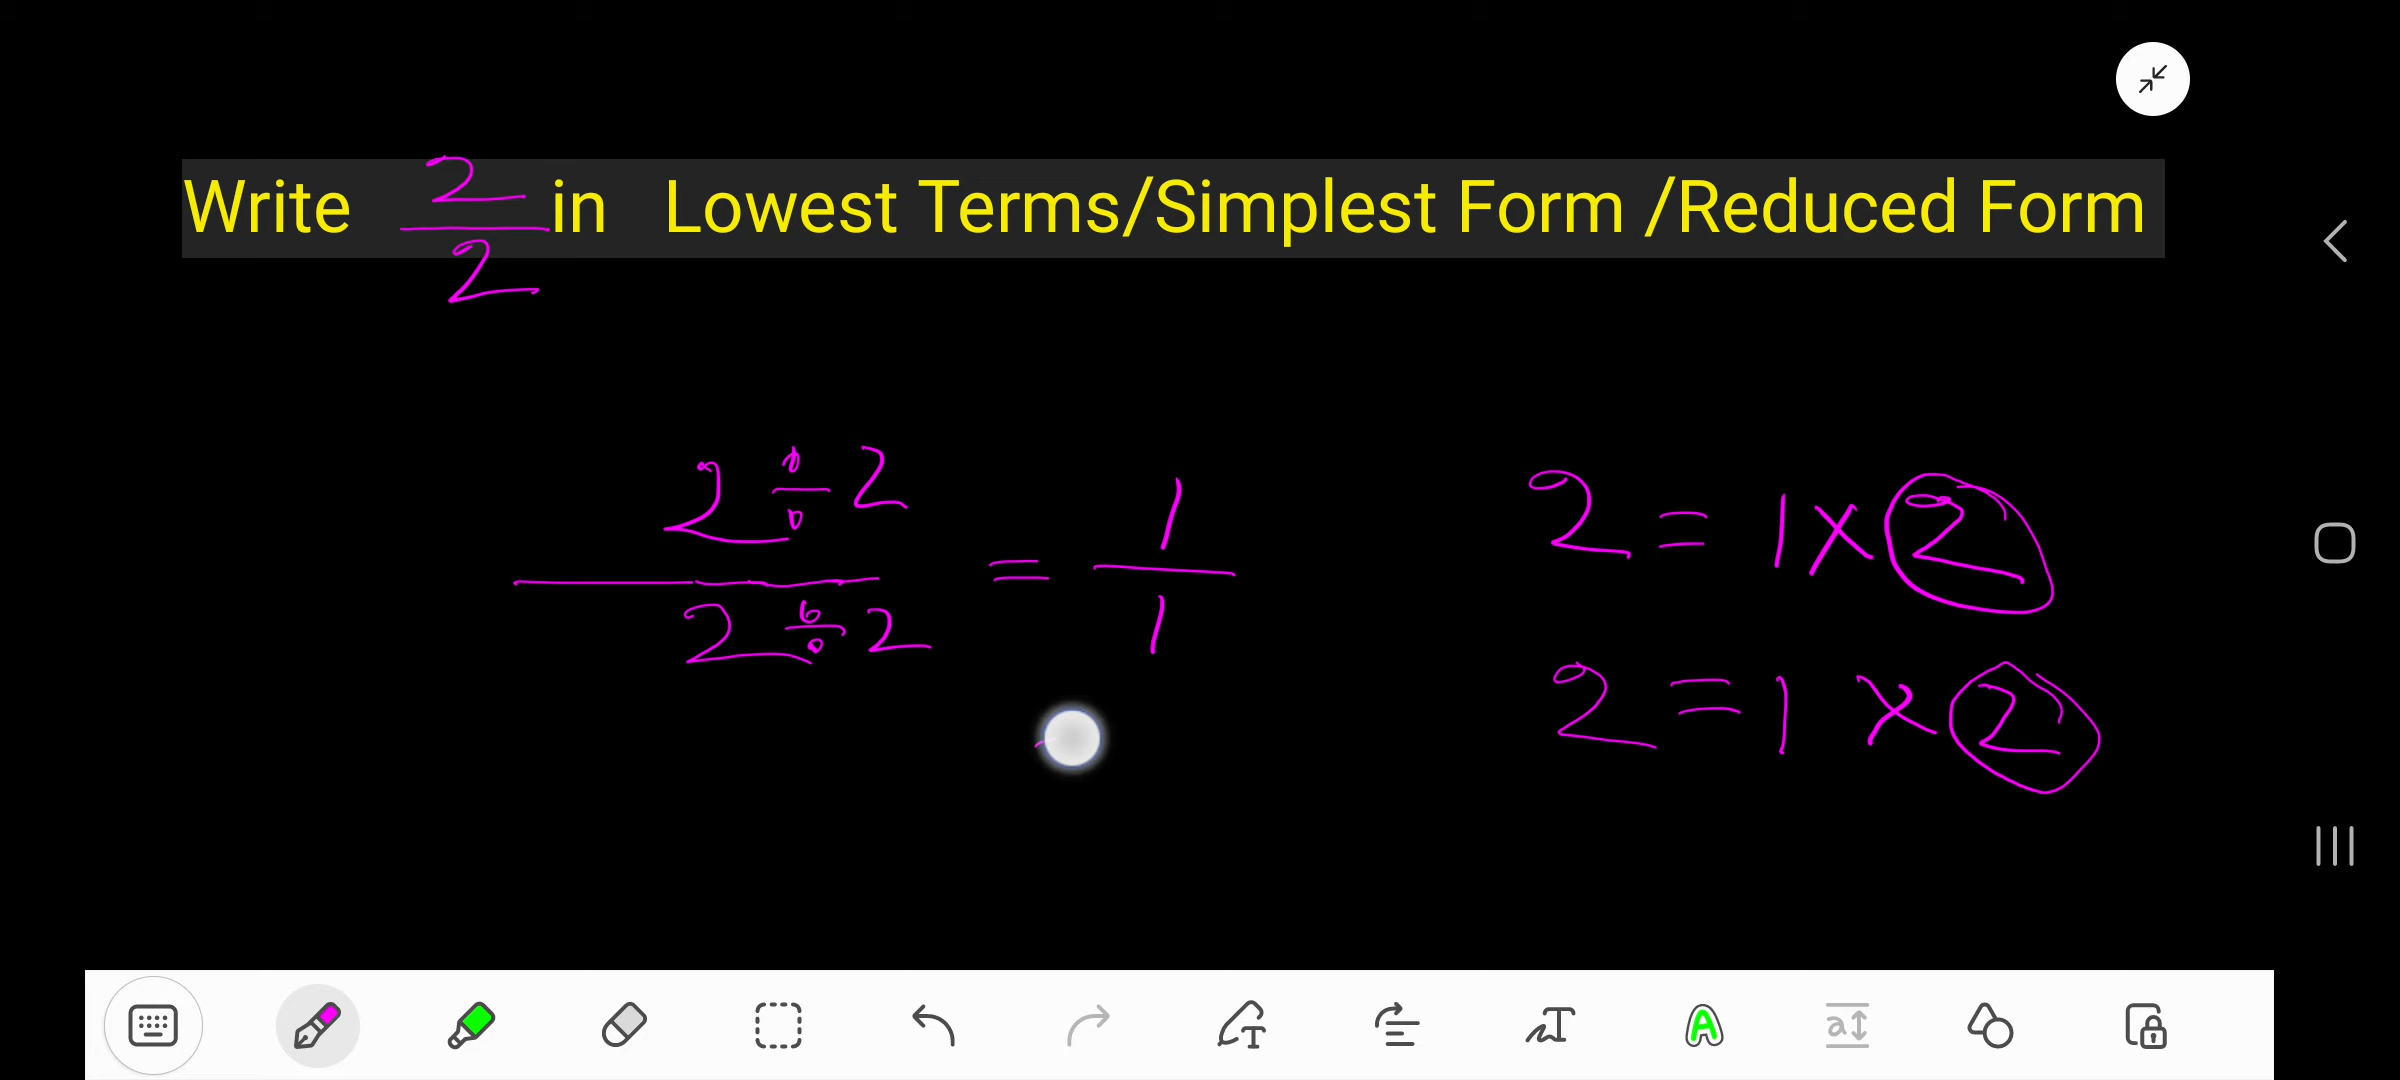 Write 2/2 in Lowest Terms/Simplest Form /Reduced Form
2 ÷ 2 / 2 ÷ 2 = 1/1
2 = 1 × 2
2 = 1 × 2